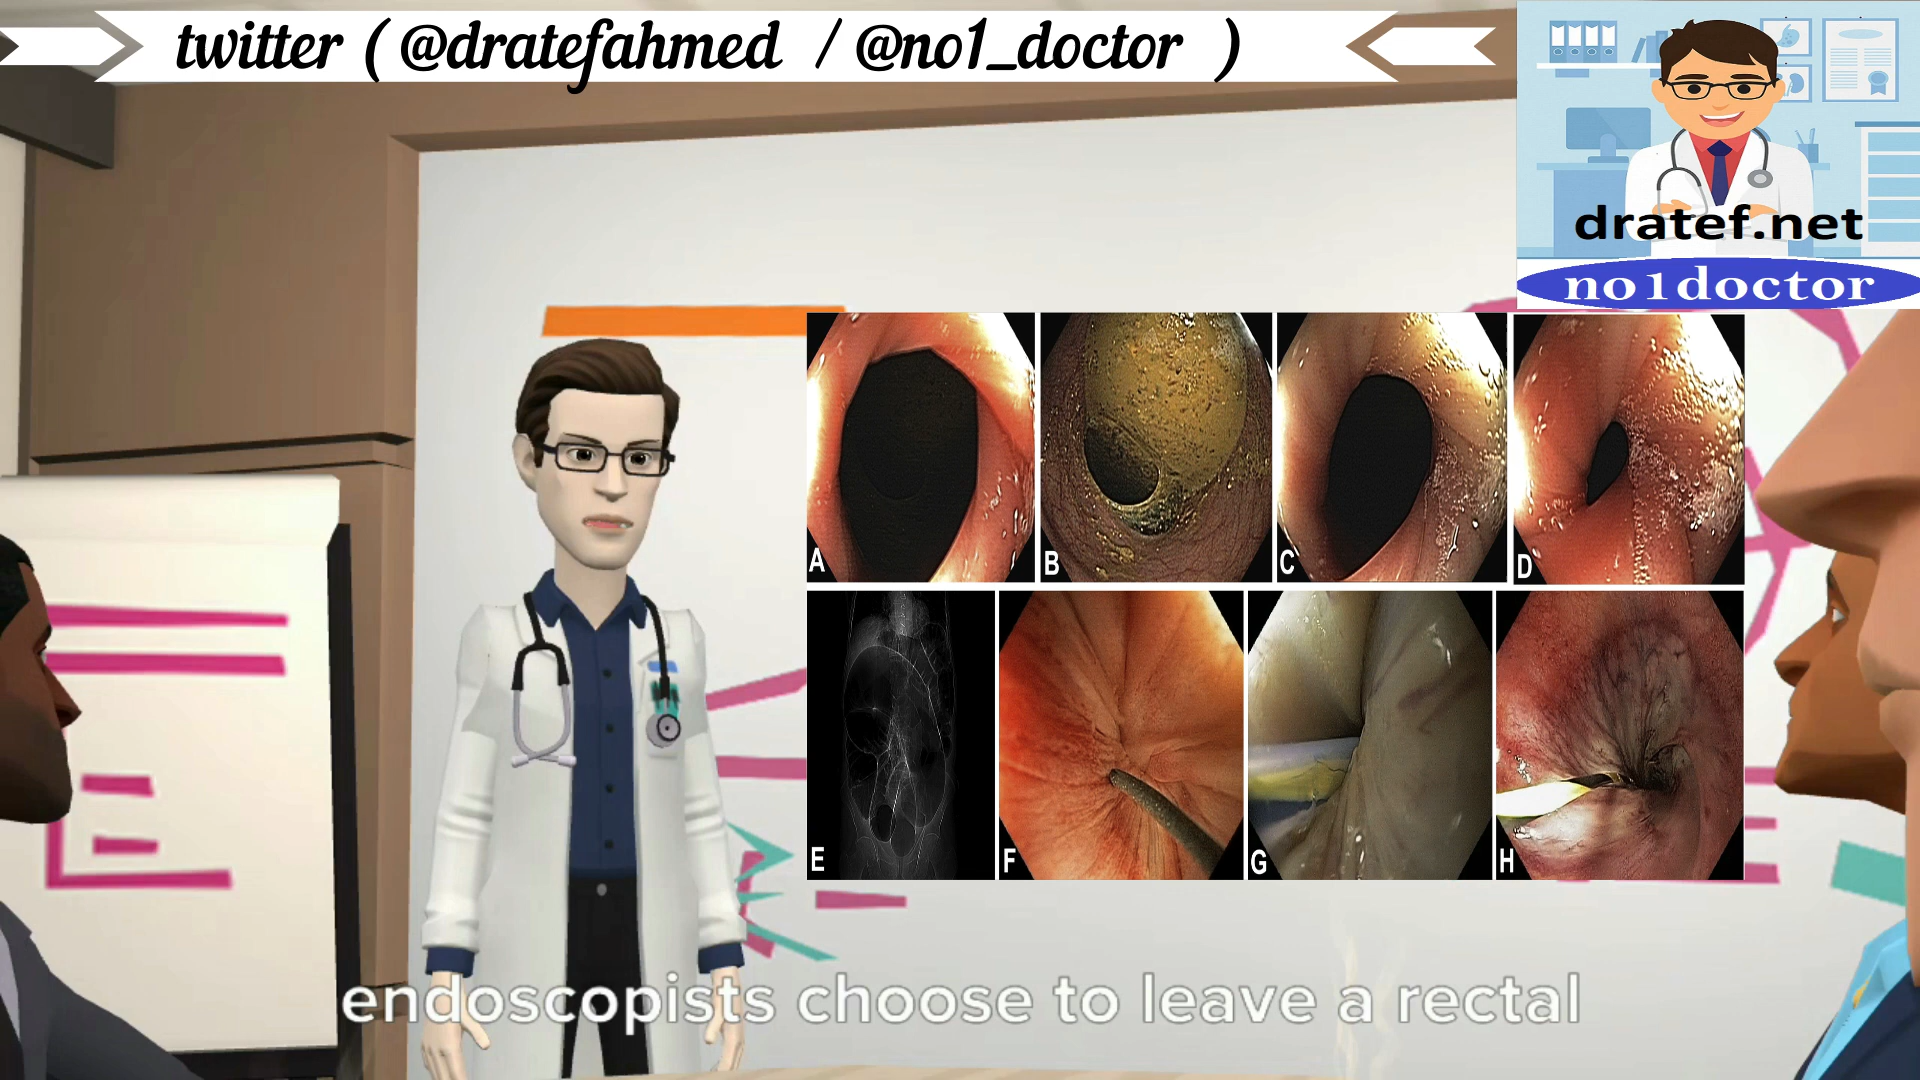 twitter ( @dratefahmed / @no1_doctor )
dratef.net
no1doctor
A
B
C
D
E
F
G
H
endoscopists choose to leave a rectal